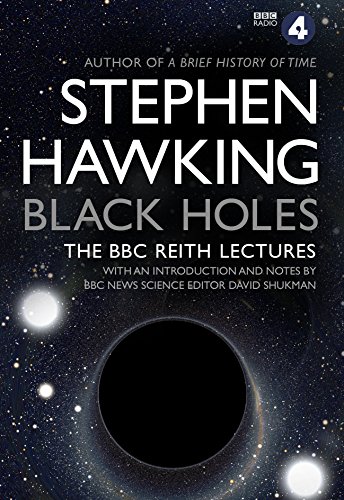 BBC
RADIO
4
AUTHOR OF A BRIEF HISTORY OF TIME
STEPHEN
HAWKING
BLACK HOLES
THE BBC REITH LECTURES
WITH AN INTRODUCTION AND NOTES BY
BBC NEWS SCIENCE EDITOR DAVID SHUKMAN